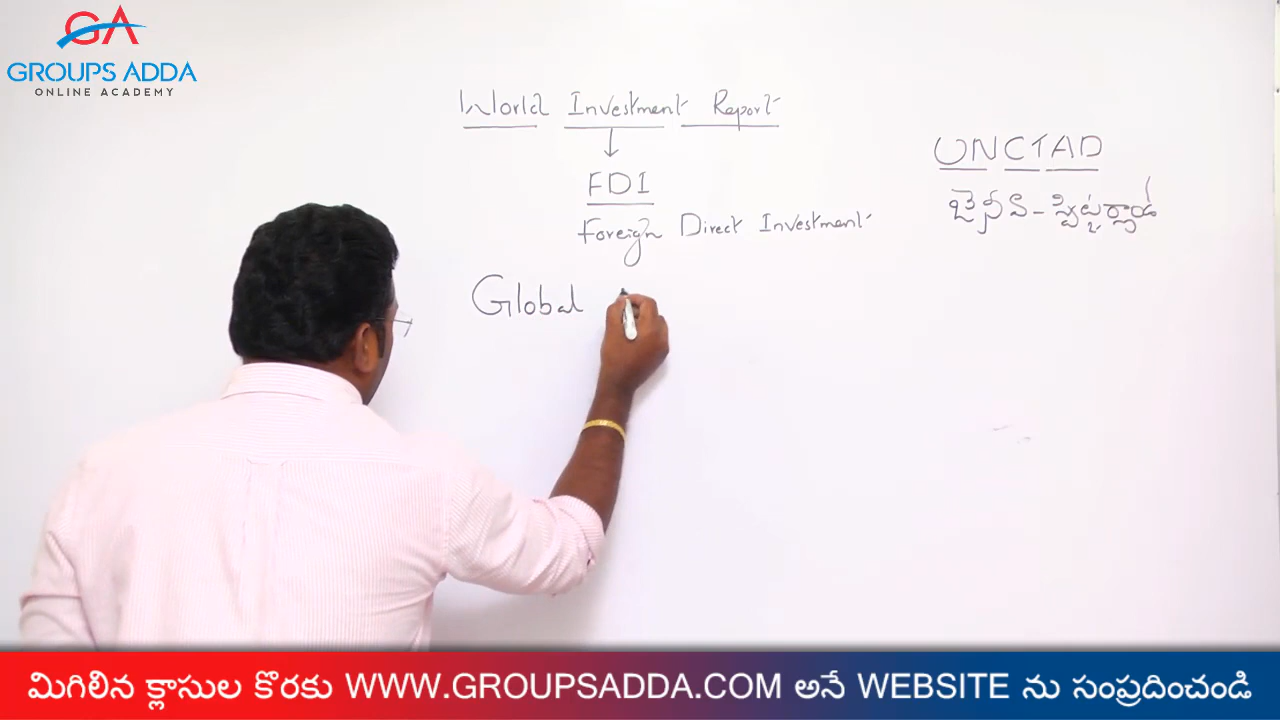 GA
GROUPS ADDA
ONLINE ACADEMY
World Investment Report
FDI
Foreign Direct Investment
Global
UNCTAD
జెనీవా - స్విట్జర్లాండ్
మిగిలిన క్లాసుల కొరకు WWW.GROUPSADDA.COM అనే WEBSITE ను సంప్రదించండి